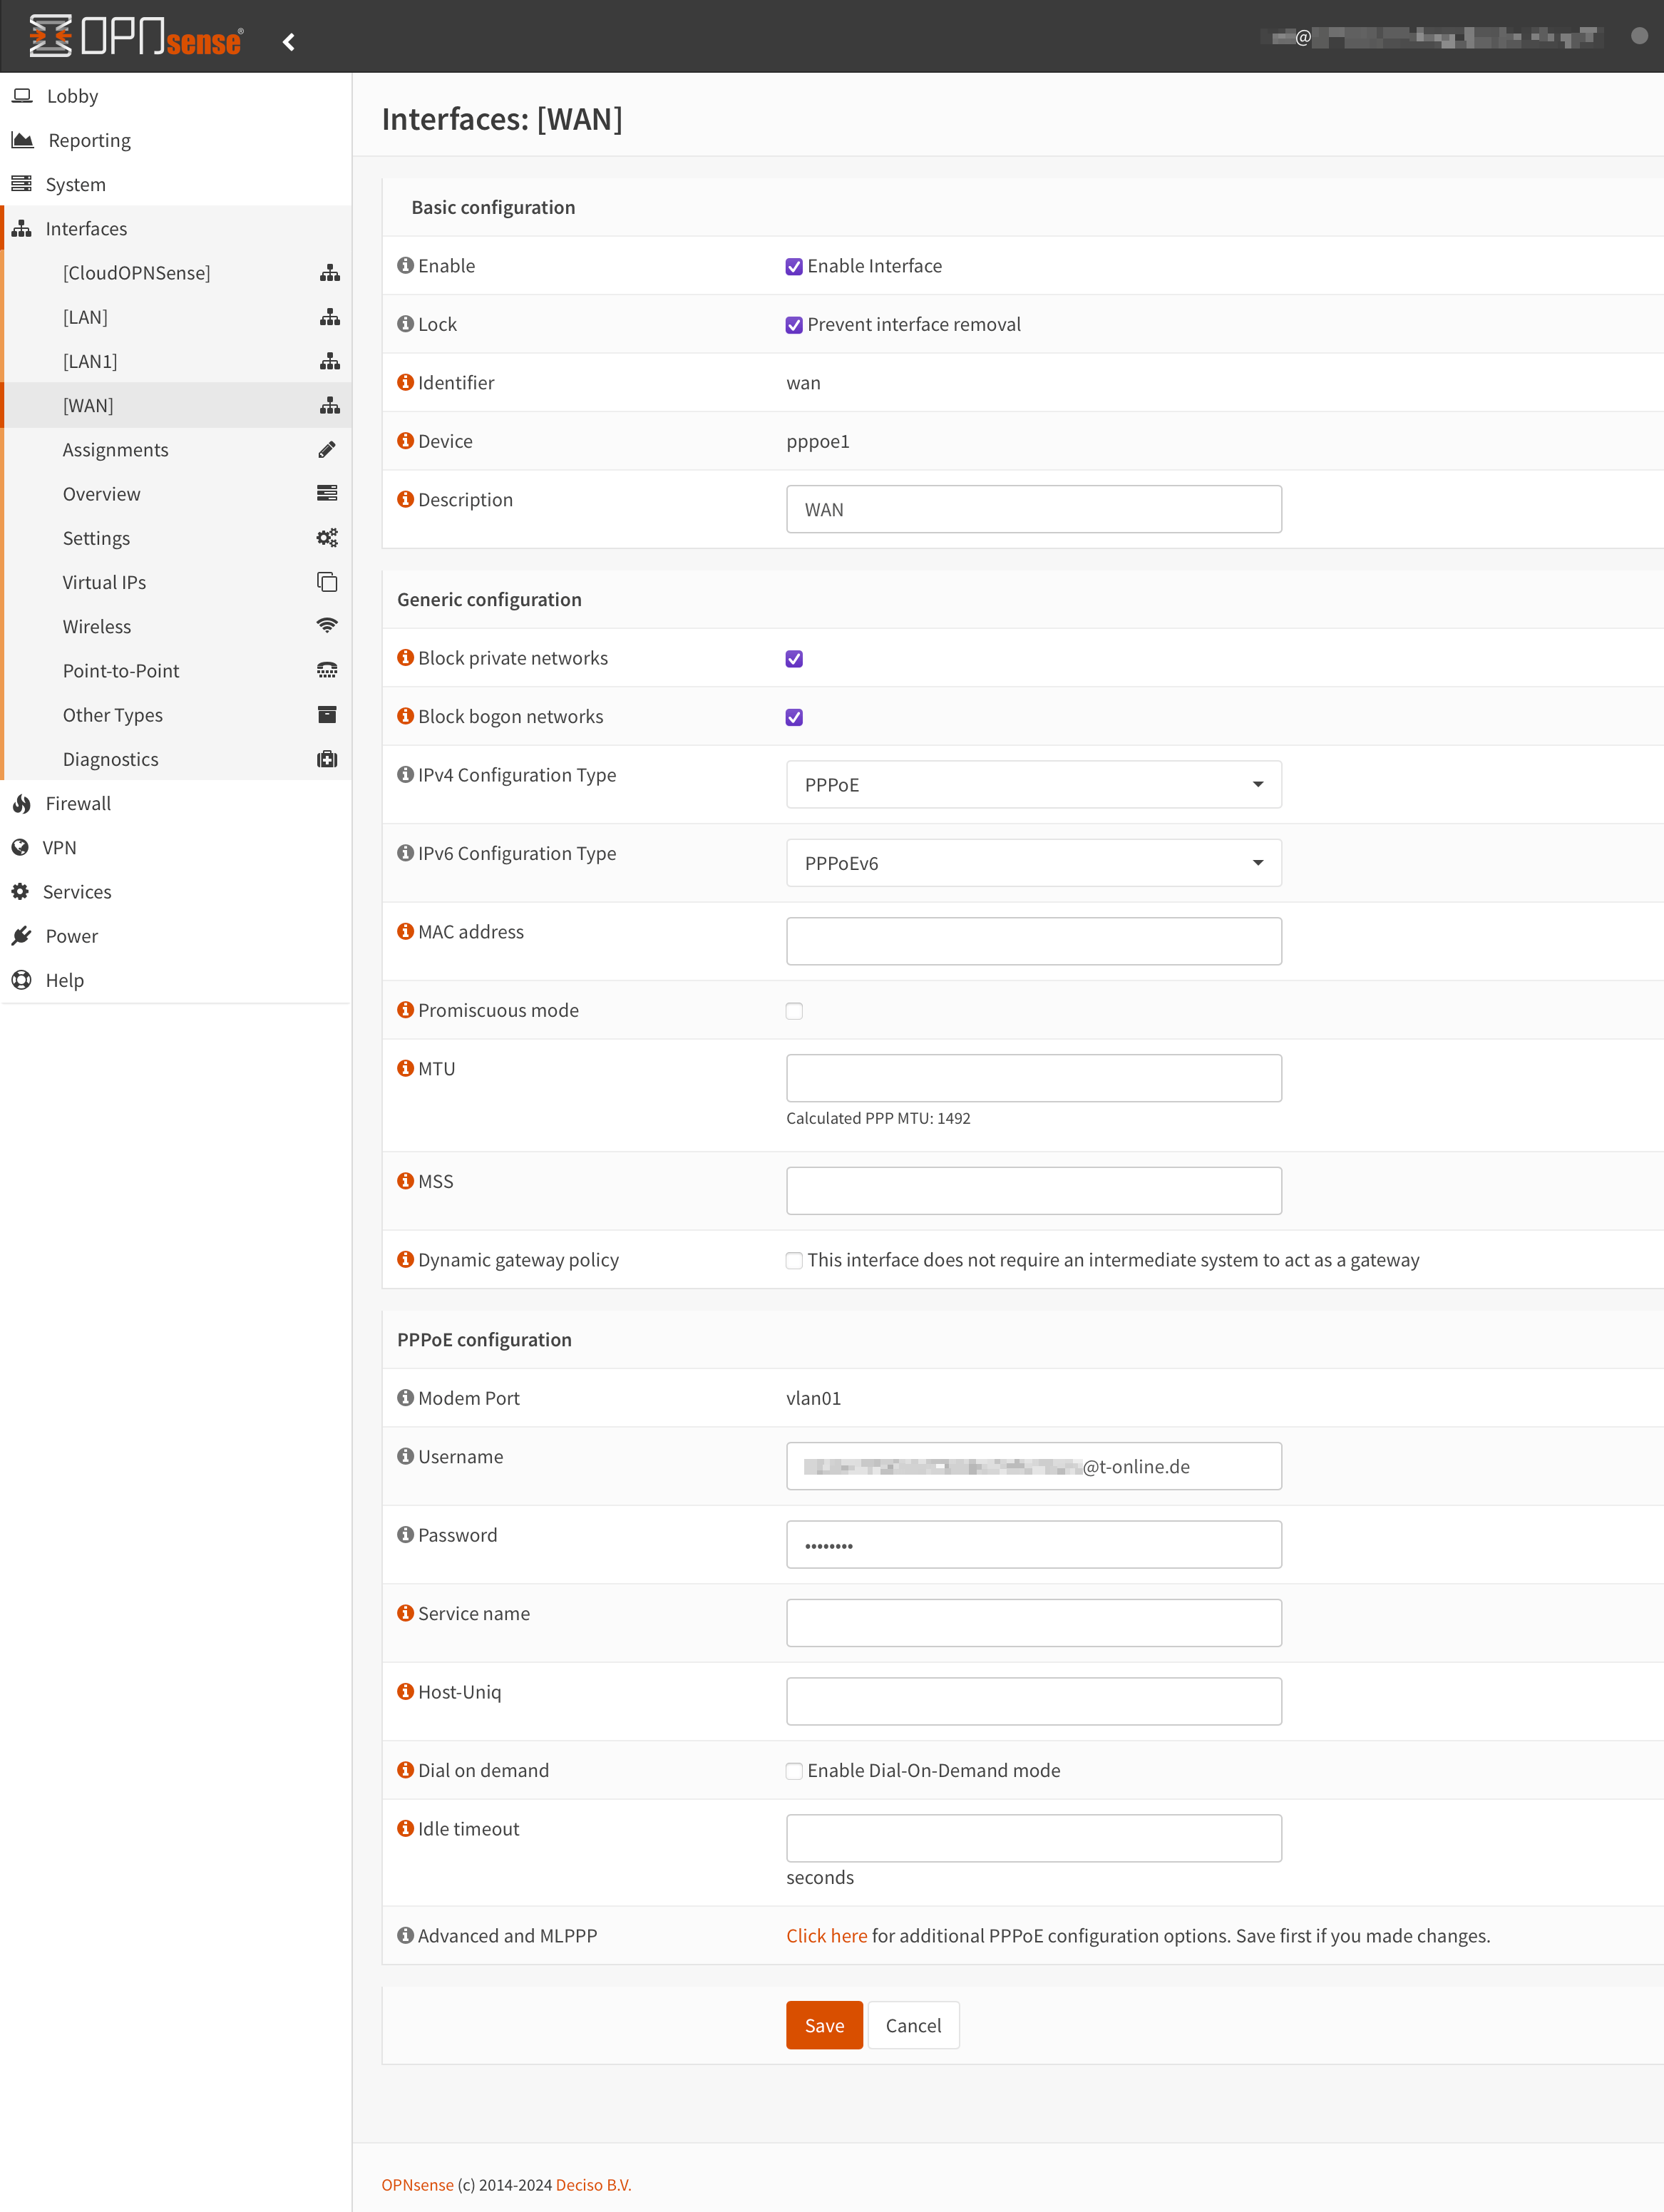 OPNsense®
@
Lobby
Reporting
System
Interfaces
[CloudOPNSense]
[LAN]
[LAN1]
[WAN]
Assignments
Overview
Settings
Virtual IPs
Wireless
Point-to-Point
Other Types
Diagnostics
Firewall
VPN
Services
Power
Help
Interfaces: [WAN]
Basic configuration
Enable
Enable Interface
Lock
Prevent interface removal
Identifier
wan
Device
pppoe1
Description
WAN
Generic configuration
Block private networks
Block bogon networks
IPv4 Configuration Type
PPPoE
IPv6 Configuration Type
PPPoEv6
MAC address
Promiscuous mode
MTU
Calculated PPP MTU: 1492
MSS
Dynamic gateway policy
This interface does not require an intermediate system to act as a gateway
PPPoE configuration
Modem Port
vlan01
Username
@t-online.de
Password
••••••••
Service name
Host-Uniq
Dial on demand
Enable Dial-On-Demand mode
Idle timeout
seconds
Advanced and MLPPP
Click here for additional PPPoE configuration options. Save first if you made changes.
Save
Cancel
OPNsense (c) 2014-2024 Deciso B.V.